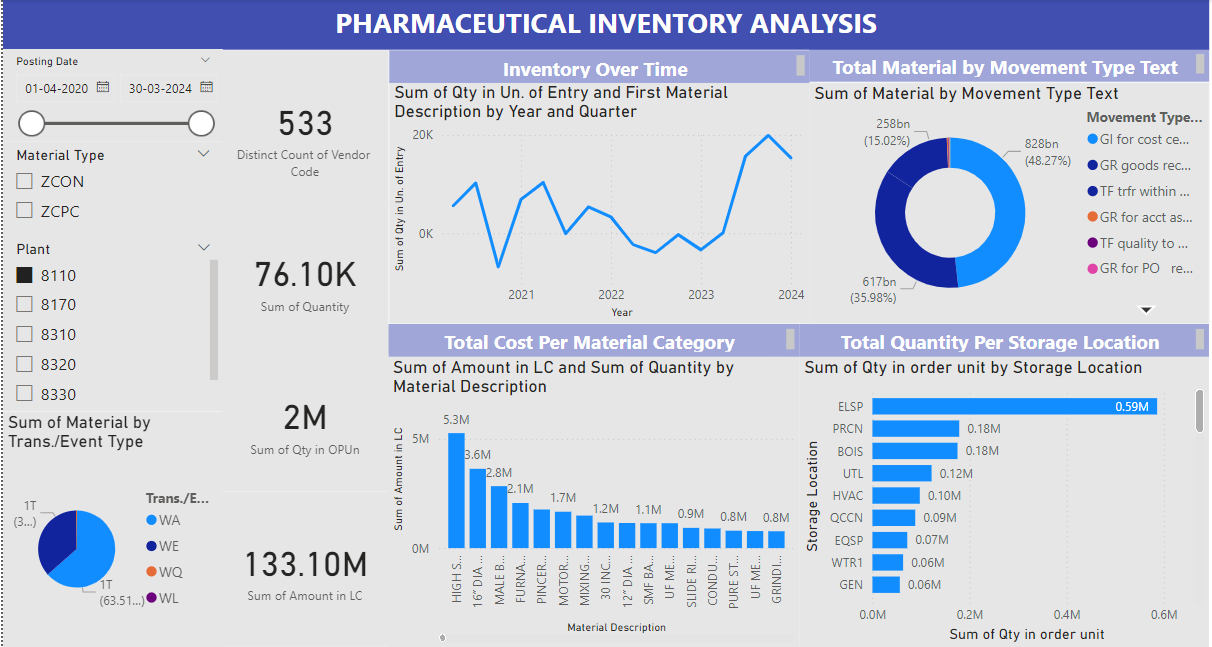 PHARMACEUTICAL INVENTORY ANALYSIS
Posting Date
01-04-2020
30-03-2024
Material Type
ZCON
ZCPC
Plant
8110
8170
8310
8320
8330
Sum of Material by
Trans./Event Type
1T
(3...)
1T
(63.51...)
Trans./E...
WA
WE
WQ
WL
533
Distinct Count of Vendor
Code
76.10K
Sum of Quantity
2M
Sum of Qty in OPUn
133.10M
Sum of Amount in LC
Inventory Over Time
Sum of Qty in Un. of Entry and First Material
Description by Year and Quarter
Sum of Qty in Un. of Entry
20K
0K
2021
2022
2023
2024
Year
Total Material by Movement Type Text
Sum of Material by Movement Type Text
258bn
(15.02%)
828bn
(48.27%)
617bn
(35.98%)
Movement Type...
GI for cost ce...
GR goods rec...
TF trfr within ...
GR for acct as...
TF quality to ...
GR for PO re...
Total Cost Per Material Category
Sum of Amount in LC and Sum of Quantity by
Material Description
Sum of Amount in LC
5M
0M
5.3M
3.6M
2.8M
2.1M
1.7M
1.2M
1.1M
0.9M
0.8M
0.8M
HIGH S...
16" DIA ...
MALE B...
FURNA...
PINCER...
MOTOR...
MIXING...
30 INC...
12" DIA ...
SMF BA...
UF ME...
SLIDE RI...
CONDU...
PURE ST...
UF ME...
GRINDI...
Material Description
Total Quantity Per Storage Location
Sum of Qty in order unit by Storage Location
Storage Location
ELSP 0.59M
PRCN 0.18M
BOIS 0.18M
UTL 0.12M
HVAC 0.10M
QCCN 0.09M
EQSP 0.07M
WTR1 0.06M
GEN 0.06M
0.0M
0.2M
0.4M
0.6M
Sum of Qty in order unit